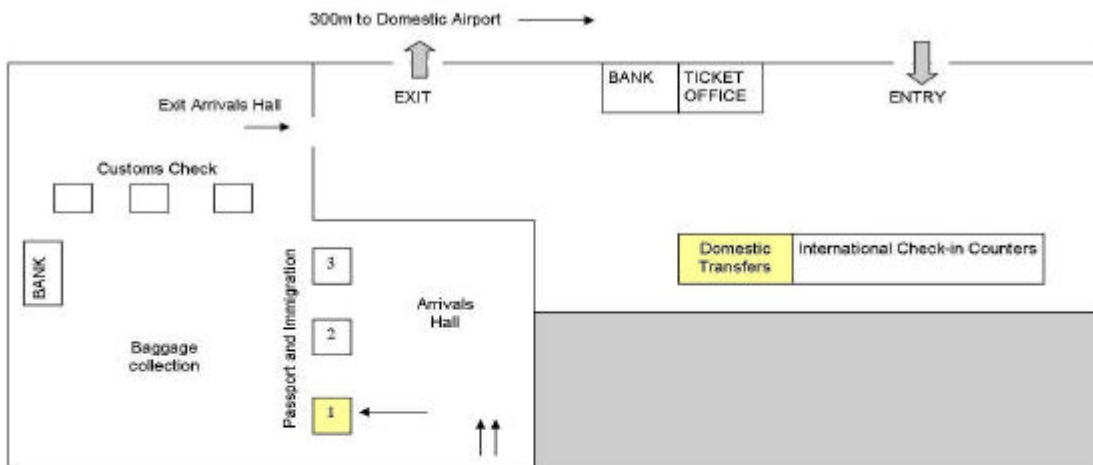 300m to Domestic Airport
EXIT
BANK
TICKET
OFFICE
ENTRY
Exit Arrivals Hall
Customs Check
BANK
Baggage
collection
Passport and Immigration
3
2
1
Arrivals
Hall
Domestic
Transfers
International Check-in Counters